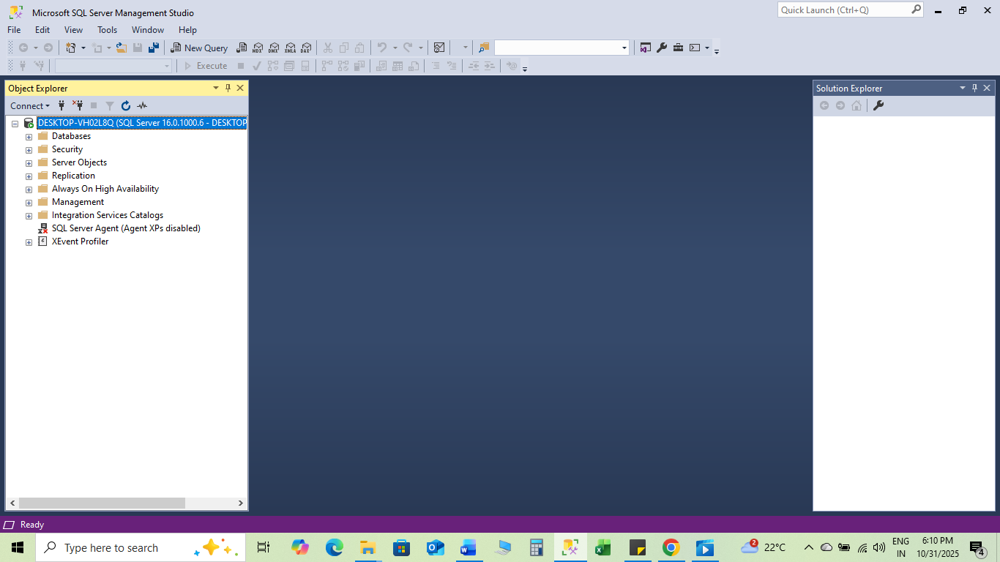 Microsoft SQL Server Management Studio
Quick Launch (Ctrl+Q)
File Edit View Tools Window Help
New Query
MDX DMX XMLA DAX
Execute
Object Explorer
Solution Explorer
Connect
DESKTOP-VH02L8Q (SQL Server 16.0.1000.6 - DESKTOP
Databases
Security
Server Objects
Replication
Always On High Availability
Management
Integration Services Catalogs
SQL Server Agent (Agent XPs disabled)
XEvent Profiler
Ready
Type here to search
2
22°C
ENG
IN
6:10 PM
10/31/2025
4